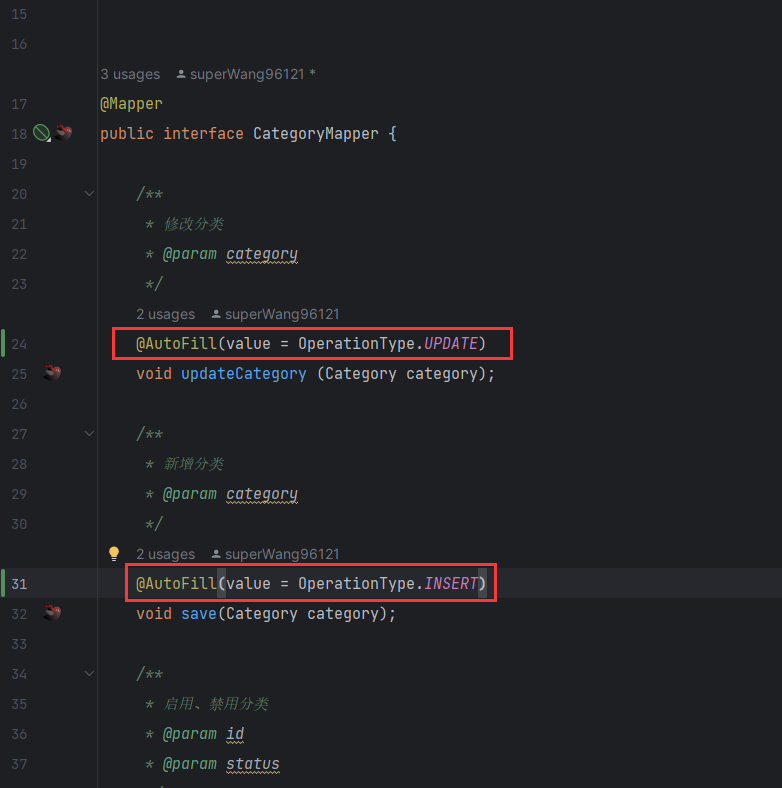 15
16
3 usages superWang96121 *
17 @Mapper
18 public interface CategoryMapper {
19
20 /**
21 * 修改分类
22 * @param category
23 */
2 usages superWang96121
24 @AutoFill(value = OperationType.UPDATE)
25 void updateCategory (Category category);
26
27 /**
28 * 新增分类
29 * @param category
30 */
2 usages superWang96121
31 @AutoFill(value = OperationType.INSERT)
32 void save(Category category);
33
34 /**
35 * 启用、禁用分类
36 * @param id
37 * @param status